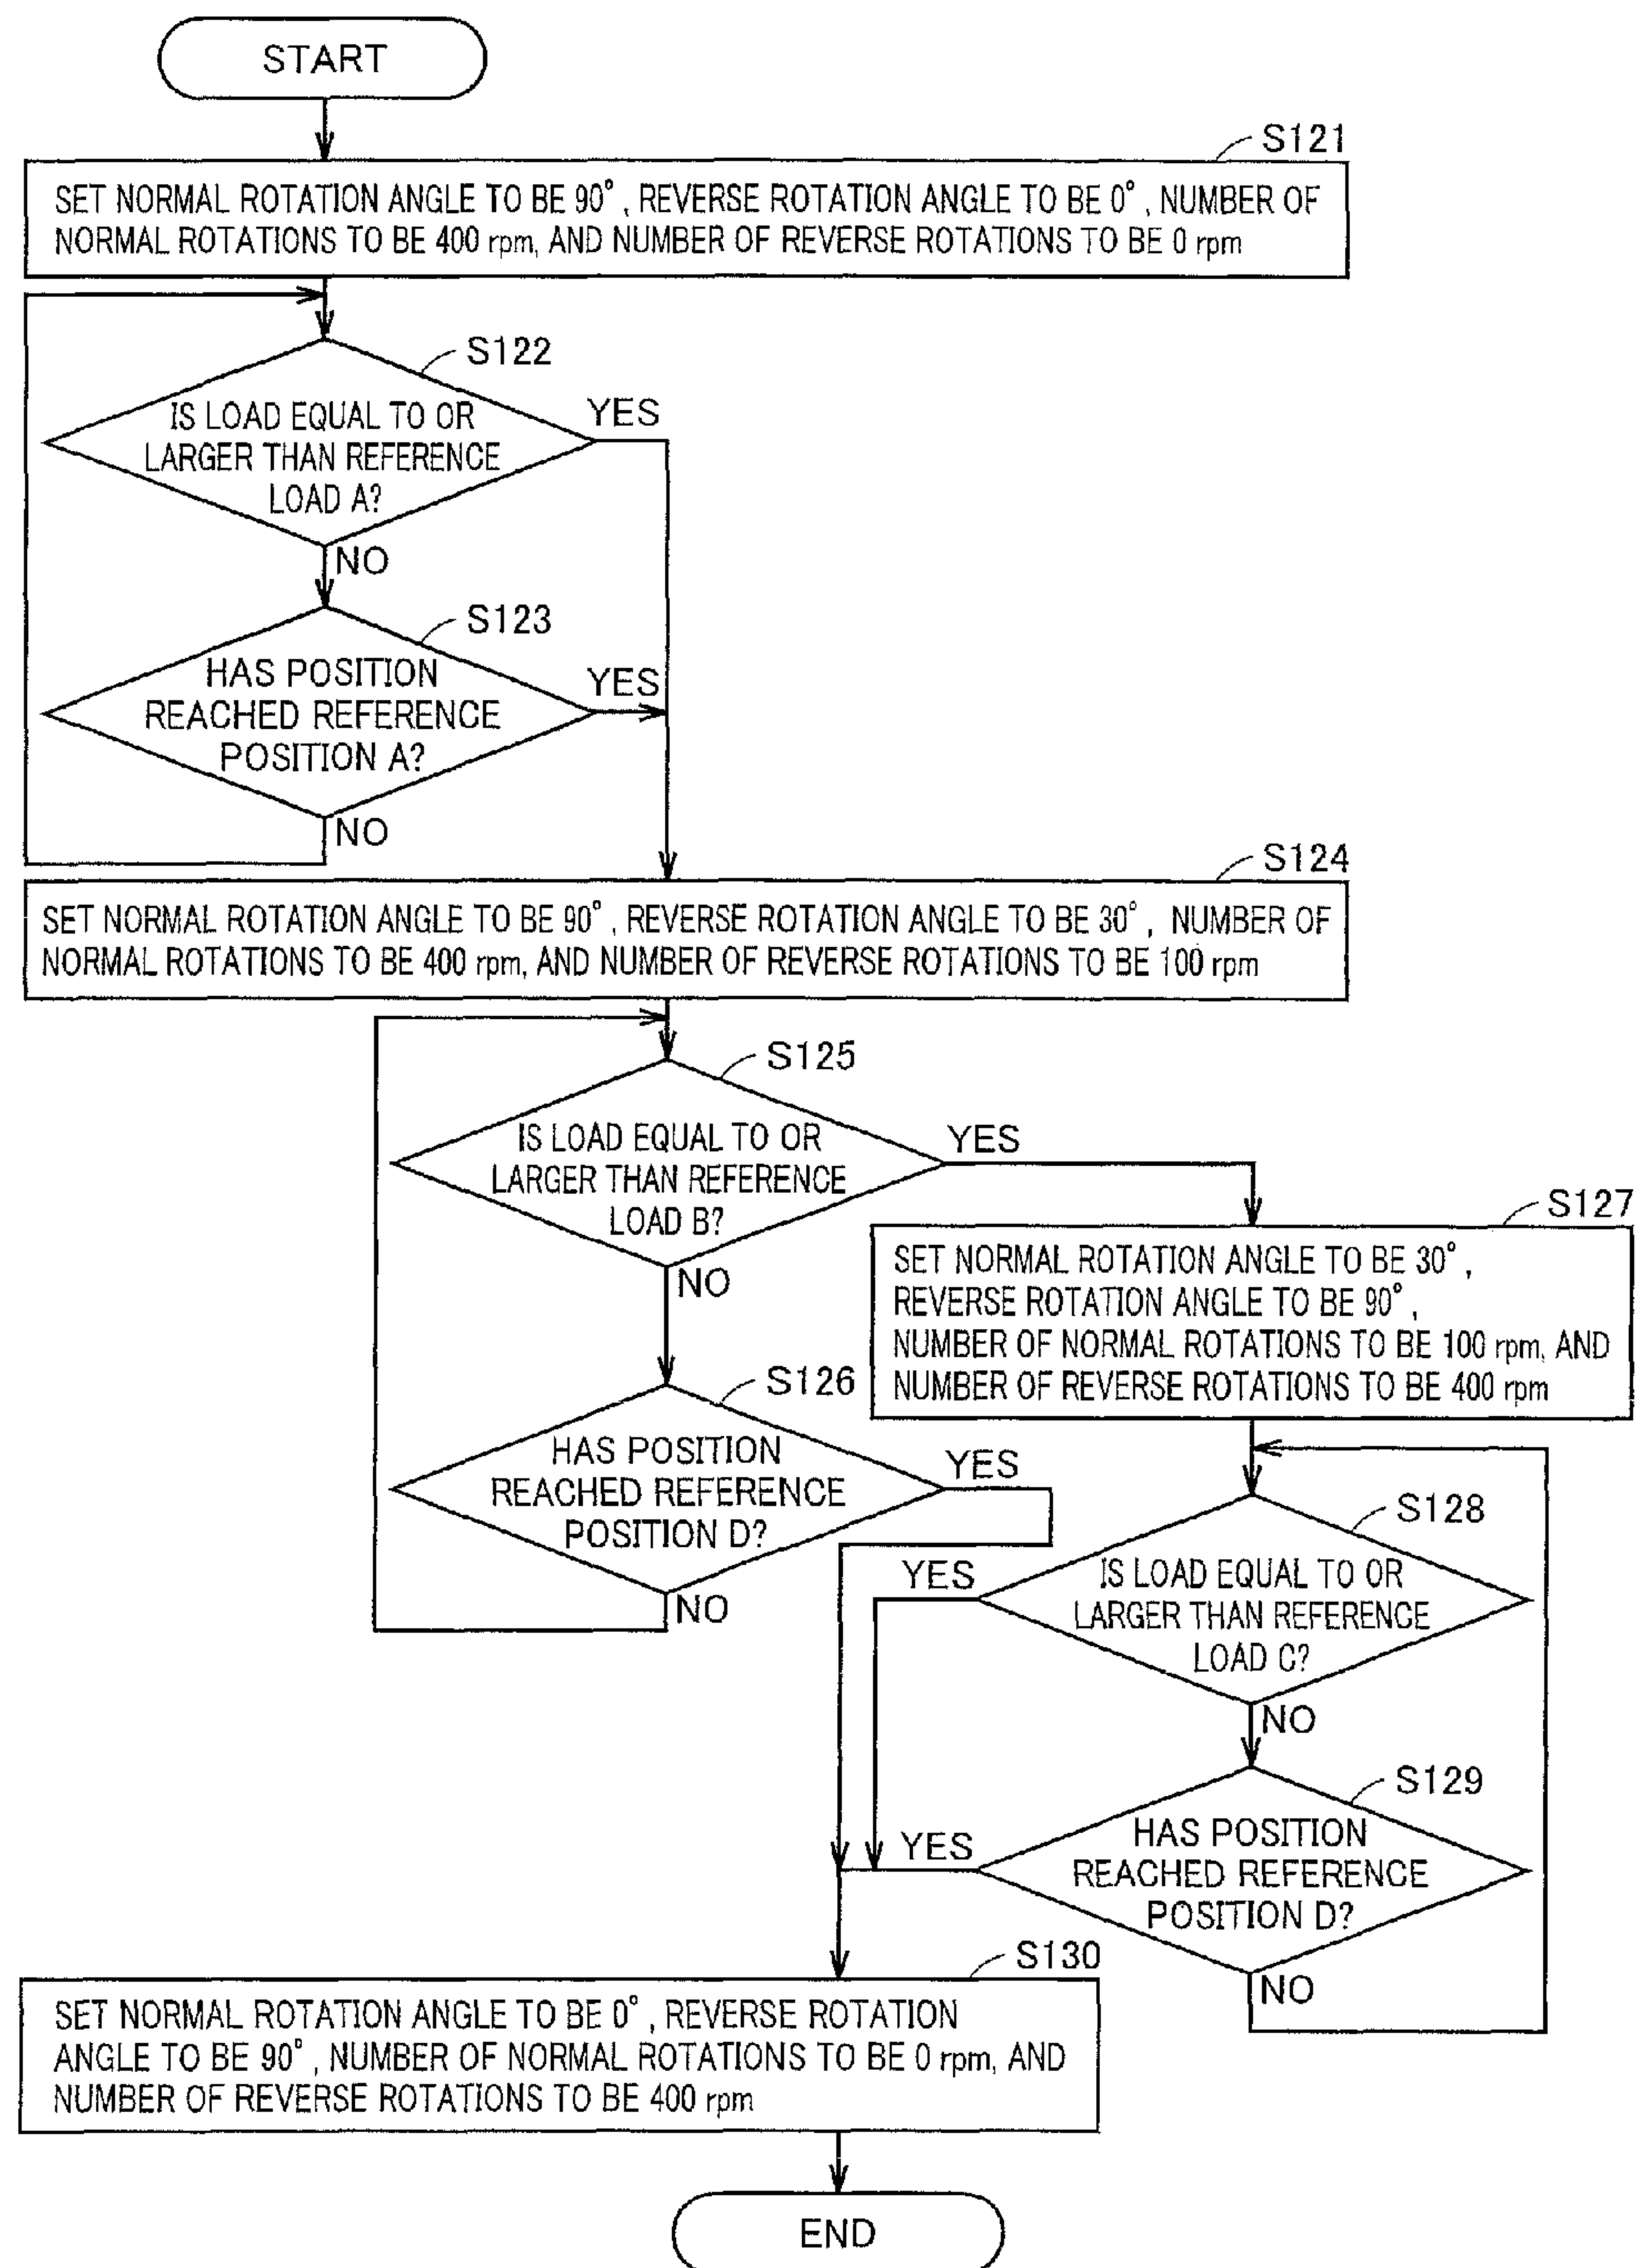 START
S121
SET NORMAL ROTATION ANGLE TO BE 90°, REVERSE ROTATION ANGLE TO BE 0°, NUMBER OF
NORMAL ROTATIONS TO BE 400 rpm, AND NUMBER OF REVERSE ROTATIONS TO BE 0 rpm
S122
IS LOAD EQUAL TO OR
LARGER THAN REFERENCE
LOAD A?
YES
NO
S123
HAS POSITION
REACHED REFERENCE
POSITION A?
YES
NO
S124
SET NORMAL ROTATION ANGLE TO BE 90°, REVERSE ROTATION ANGLE TO BE 30°, NUMBER OF
NORMAL ROTATIONS TO BE 400 rpm, AND NUMBER OF REVERSE ROTATIONS TO BE 100 rpm
S125
IS LOAD EQUAL TO OR
LARGER THAN REFERENCE
LOAD B?
YES
NO
S127
SET NORMAL ROTATION ANGLE TO BE 30°,
REVERSE ROTATION ANGLE TO BE 90°,
NUMBER OF NORMAL ROTATIONS TO BE 100 rpm, AND
NUMBER OF REVERSE ROTATIONS TO BE 400 rpm
S126
HAS POSITION
REACHED REFERENCE
POSITION D?
YES
NO
S128
IS LOAD EQUAL TO OR
LARGER THAN REFERENCE
LOAD C?
YES
NO
S129
HAS POSITION
REACHED REFERENCE
POSITION D?
YES
NO
S130
SET NORMAL ROTATION ANGLE TO BE 0°, REVERSE ROTATION
ANGLE TO BE 90°, NUMBER OF NORMAL ROTATIONS TO BE 0 rpm, AND
NUMBER OF REVERSE ROTATIONS TO BE 400 rpm
END